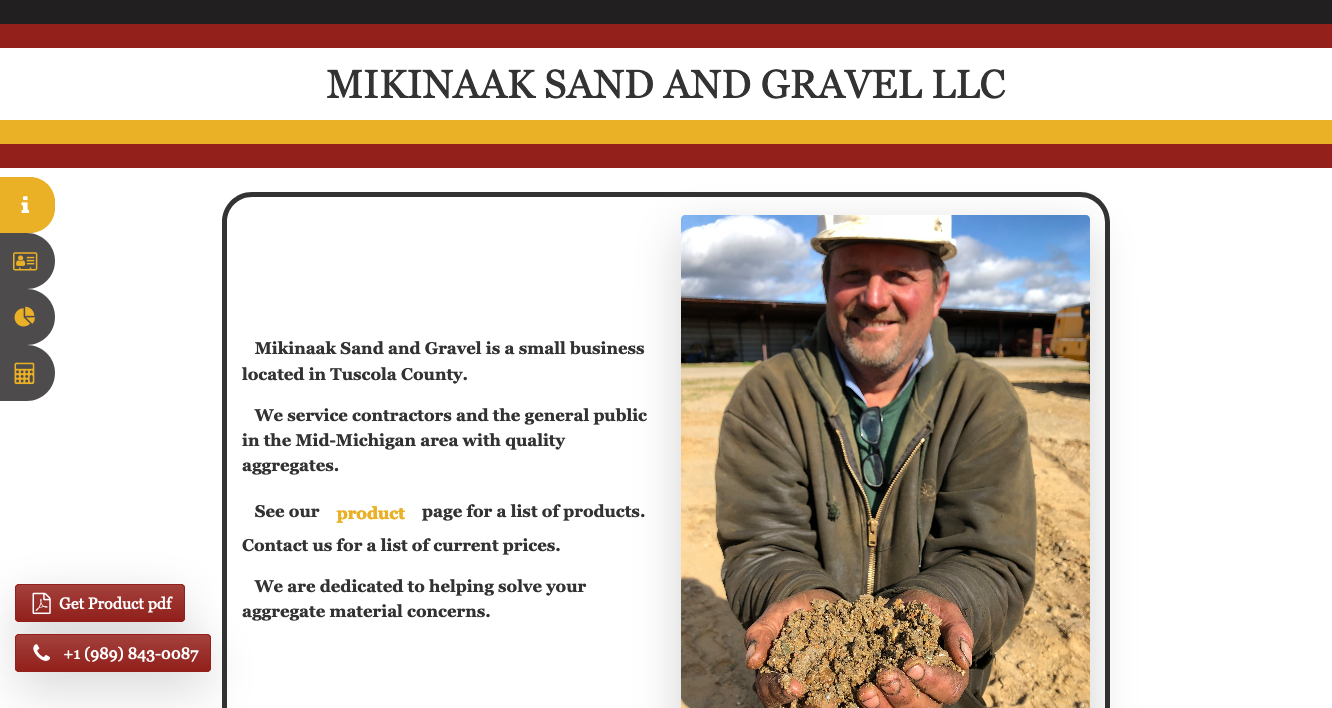 MIKINAAK SAND AND GRAVEL LLC
Mikinaak Sand and Gravel is a small business
located in Tuscola County.
We service contractors and the general public
in the Mid-Michigan area with quality
aggregates.
See our product page for a list of products.
Contact us for a list of current prices.
We are dedicated to helping solve your
aggregate material concerns.
Get Product pdf
+1 (989) 843-0087